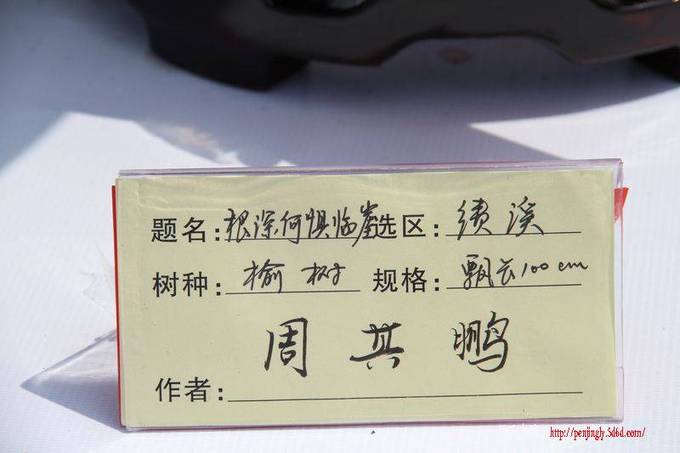 题名:根深何惧临崖选区:绩溪
树种:榆树 规格:飘长100cm
周其鹏
作者:
http://penjingly.5d6d.com/